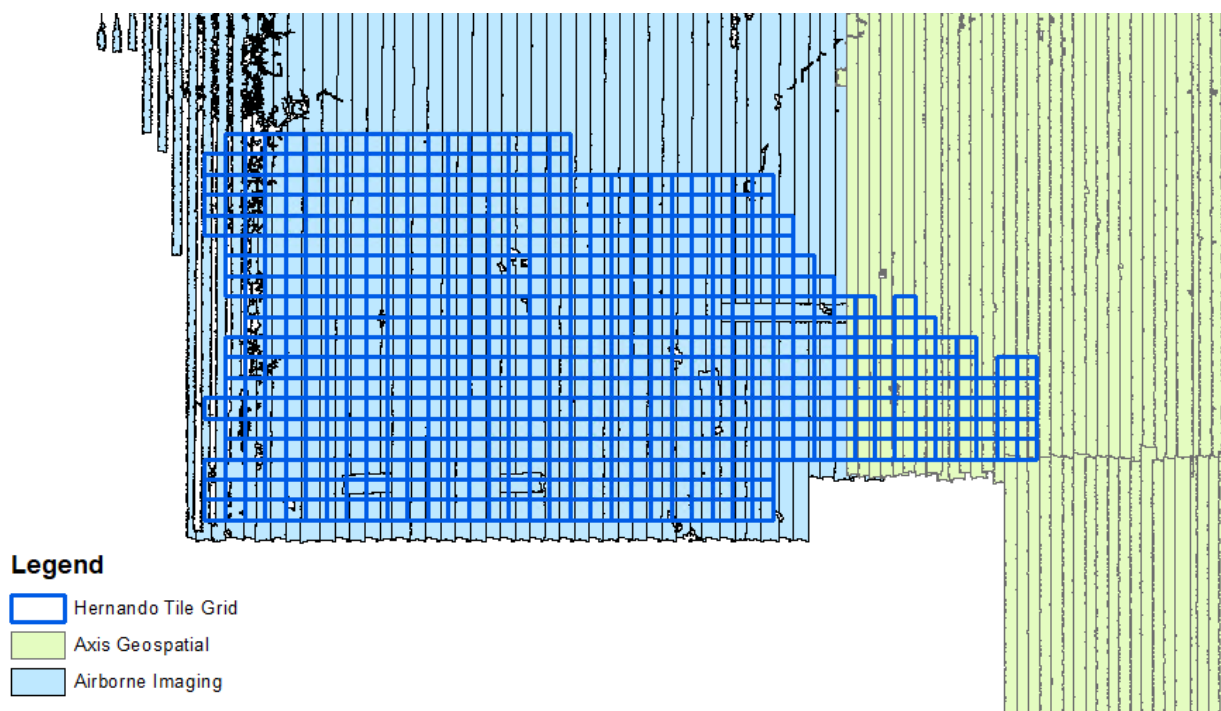 Legend
Hernando Tile Grid
Axis Geospatial
Airborne Imaging